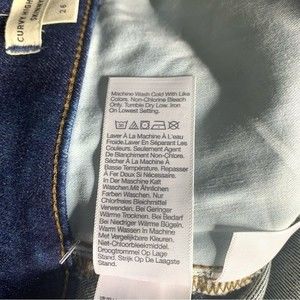 CURVY HIGH
SKINNY
26
Machine Wash Cold With Like
Colors. Non-Chlorine Bleach
Only. Tumble Dry Low. Iron
On Lowest Setting.
Laver À La Machine À L'eau
Froide.Laver En Séparant Les
Couleurs. Seulement Agent
De Blanchiment Non-Chloré.
Sécher À Basse Température.
À Fer Doux Si Nécessaire.
In Der Maschine Kalt
Waschen.Mit Ähnlichen
Farben Waschen. Nur
Chlorfreies Bleichmittel
Verwenden. Bei Geringer
Wärme Trocknen. Bei Bedarf
Bei Niedriger Wärme Bügeln.
Warm Wassen In Machine
Met Vergelijkbare Kleuren.
Niet-Chloorbleekmiddel.
Droogtrommel Op Lage
Stand. Strijk Op De Laagste
Stand.